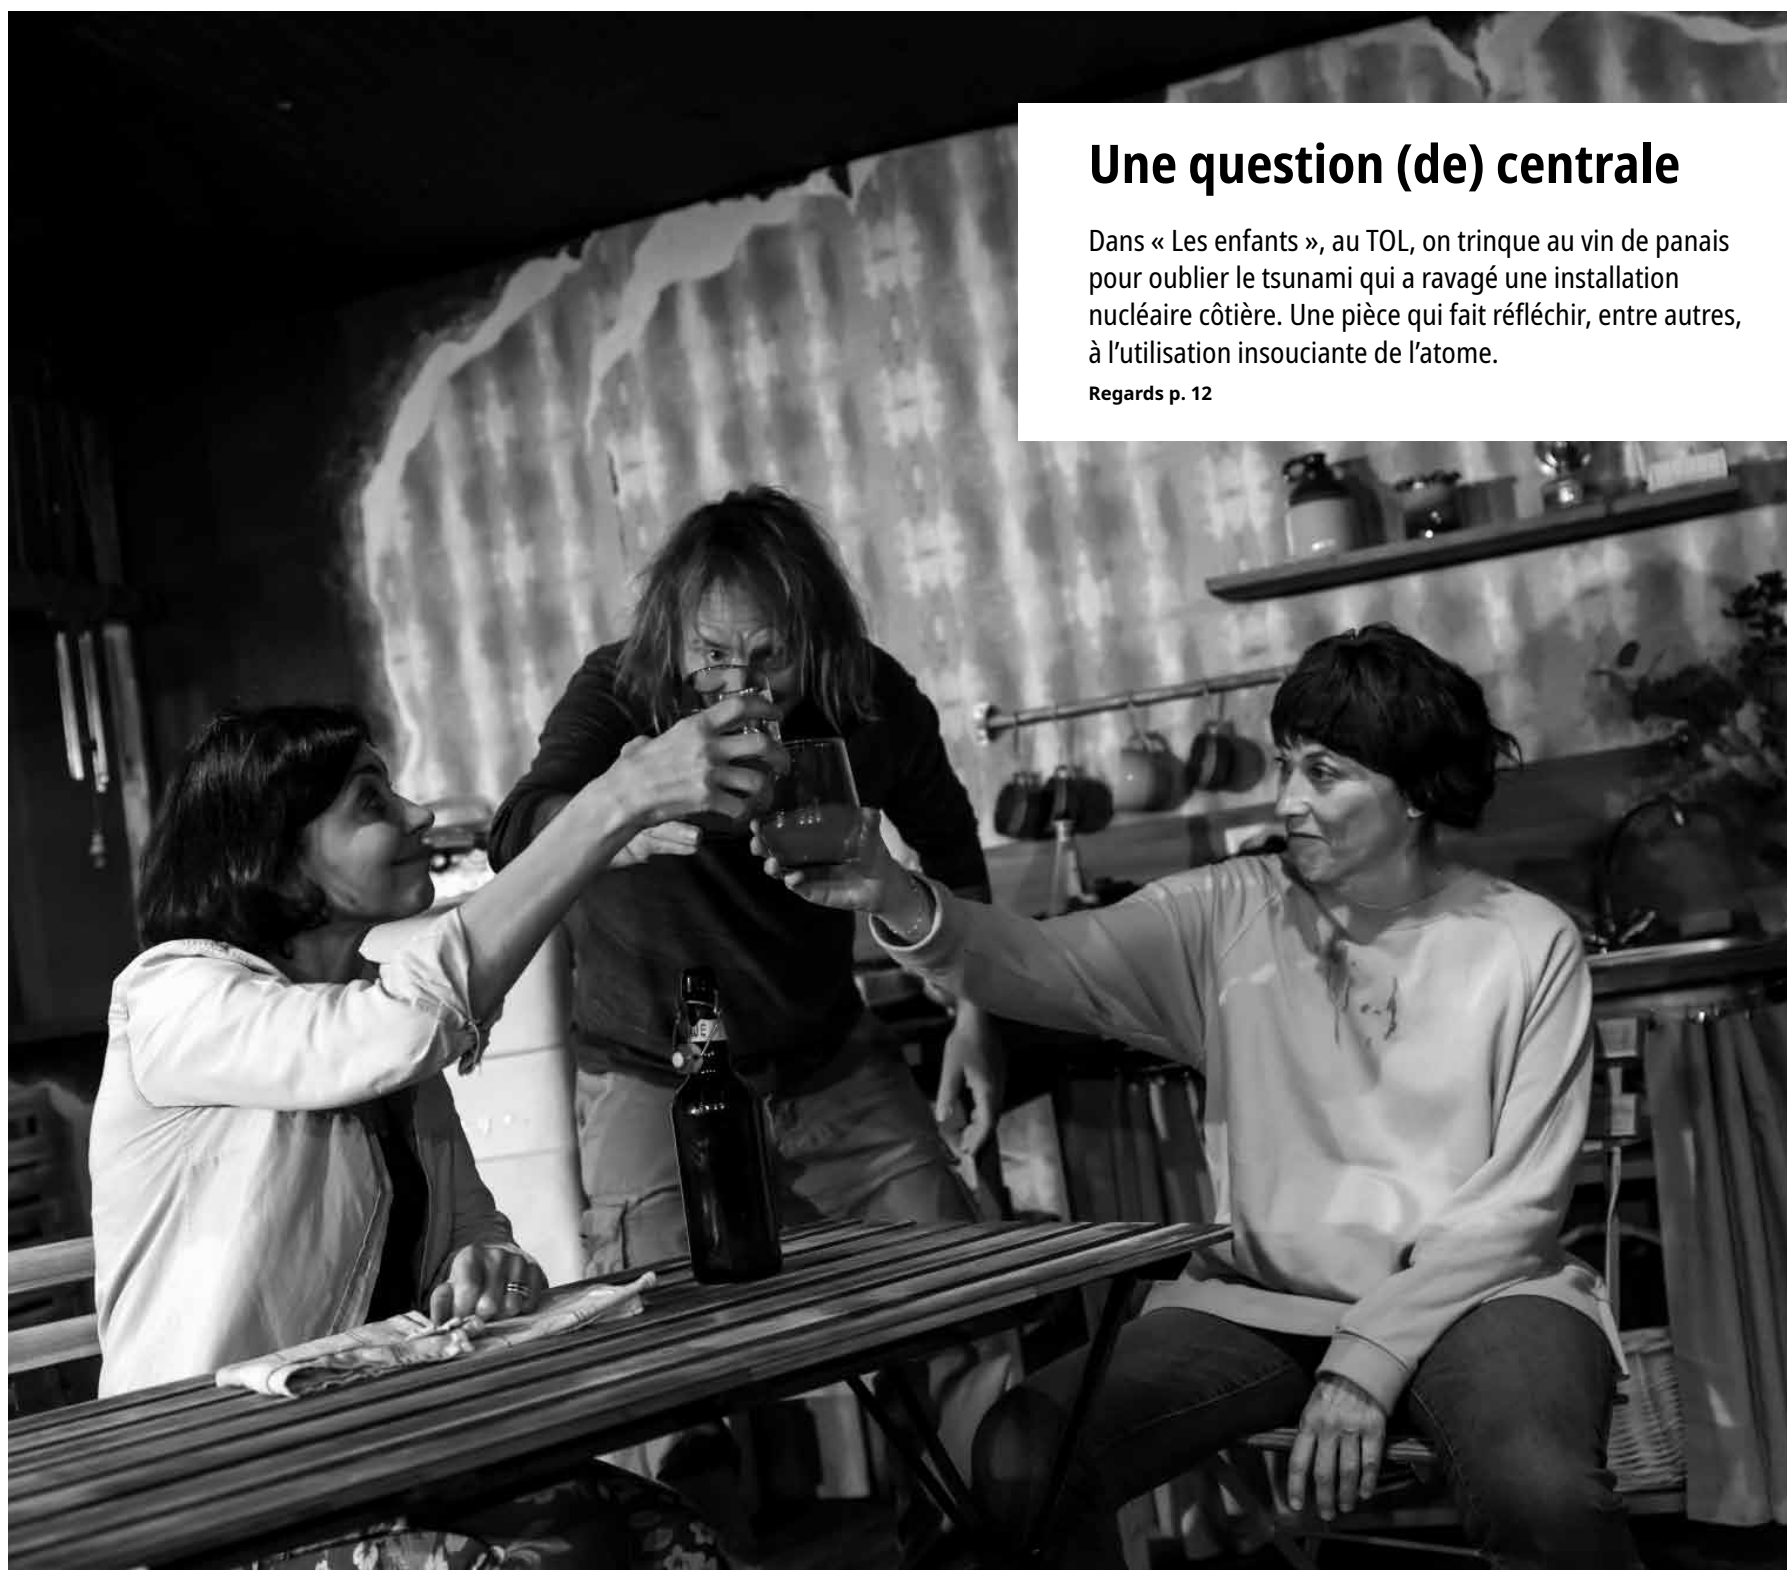 Une question (de) centrale
Dans « Les enfants », au TOL, on trinque au vin de panais
pour oublier le tsunami qui a ravagé une installation
nucléaire côtière. Une pièce qui fait réfléchir, entre autres,
à l’utilisation insouciante de l’atome.
Regards p. 12